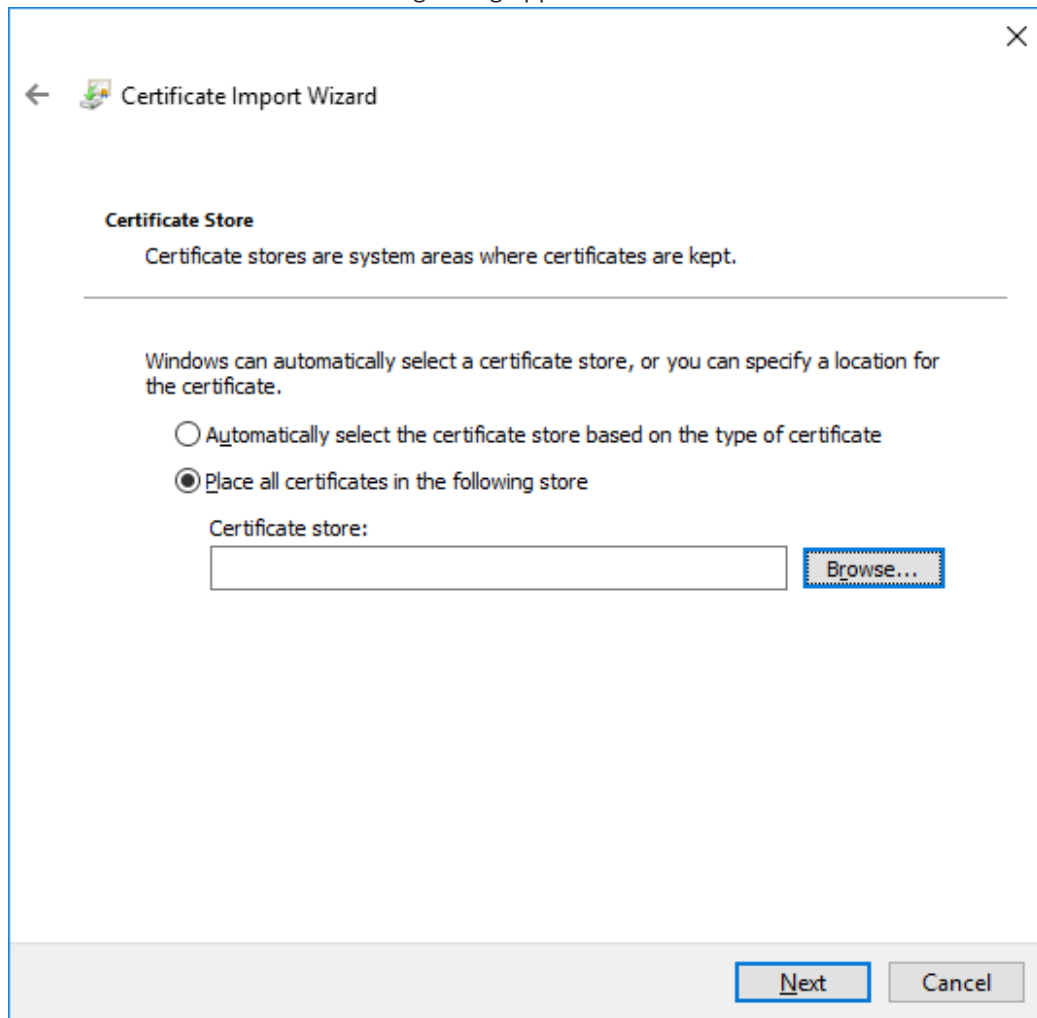 Certificate Import Wizard
Certificate Store
Certificate stores are system areas where certificates are kept.
Windows can automatically select a certificate store, or you can specify a location for
the certificate.
Automatically select the certificate store based on the type of certificate
Place all certificates in the following store
Certificate store:
Browse...
Next
Cancel